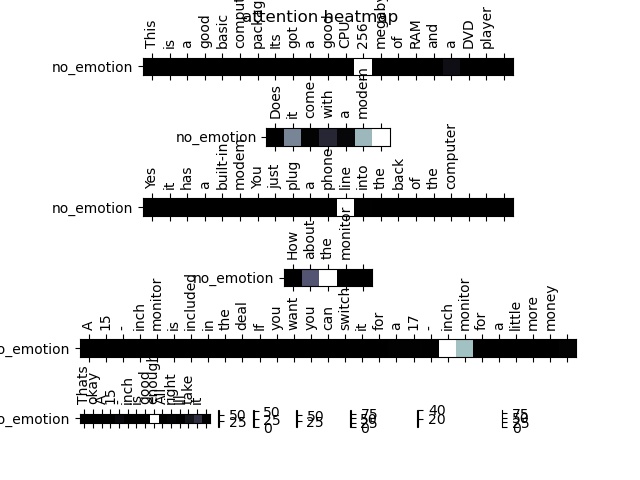 attention heatmap
This is a good basic computer package Its got a good CPU 256 megabytes of RAM and a DVD player
no_emotion
Does it come with a modem
no_emotion
Yes it has a built-in modem You just plug a phone line into the back of the computer
no_emotion
How about the monitor
no_emotion
A 15 - inch monitor is included in the deal If you want you can switch it for a 17 - inch monitor for a little more money
no_emotion
Thats okay A 15 - inch is good enough All right Ill take it
no_emotion
50 50 50 75 40 75
25 25 25 50 20 50
25 25
0 0 0